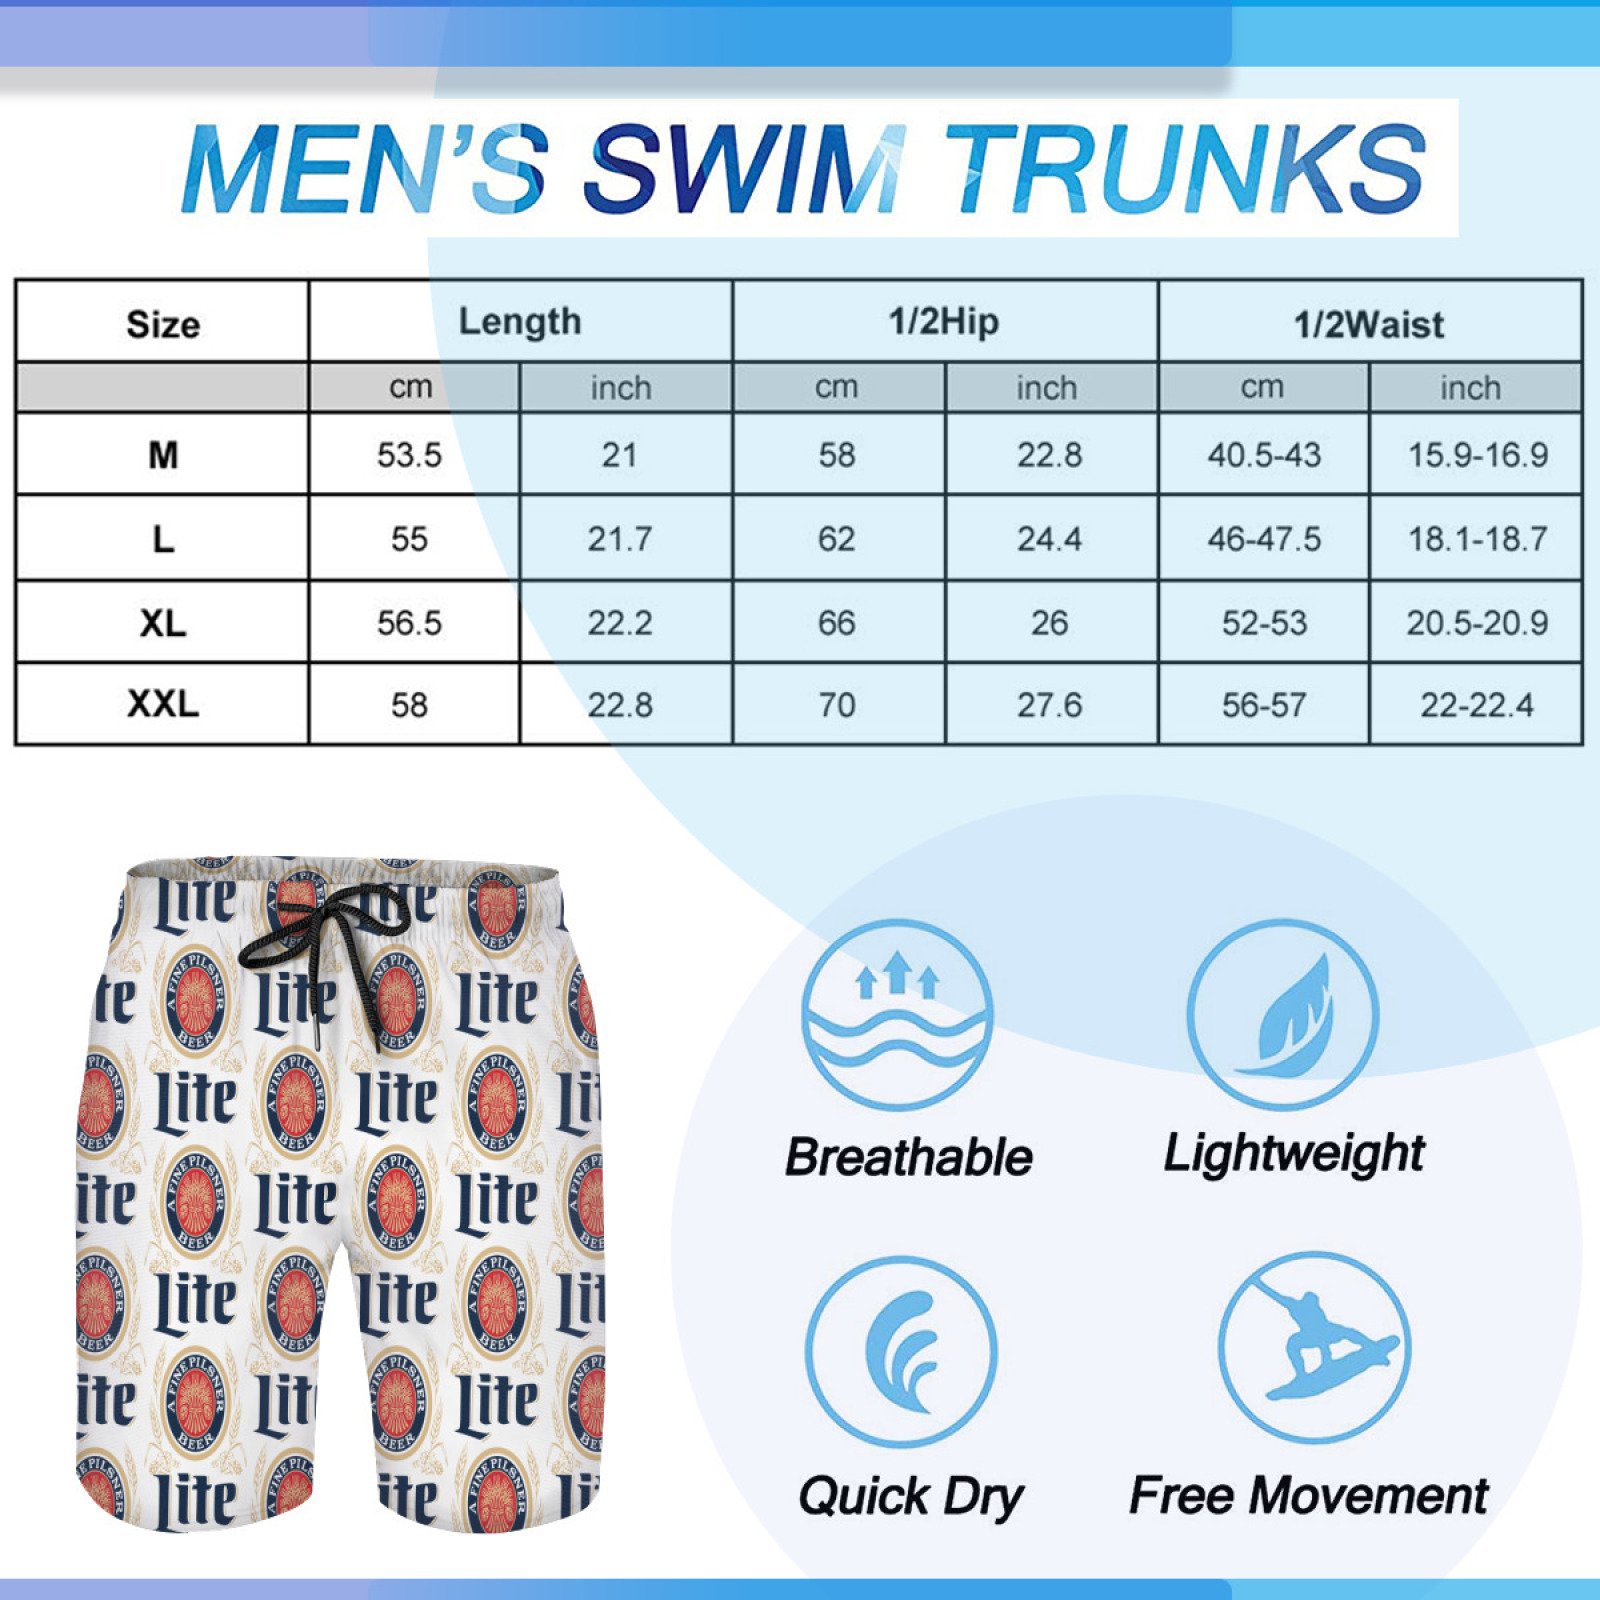 MEN'S SWIM TRUNKS
Size Length 1/2Hip 1/2Waist
cm inch cm inch cm inch
M 53.5 21 58 22.8 40.5-43 15.9-16.9
L 55 21.7 62 24.4 46-47.5 18.1-18.7
XL 56.5 22.2 66 26 52-53 20.5-20.9
XXL 58 22.8 70 27.6 56-57 22-22.4
Lite
A FINE PILSNER BEER
Breathable Lightweight
Quick Dry Free Movement